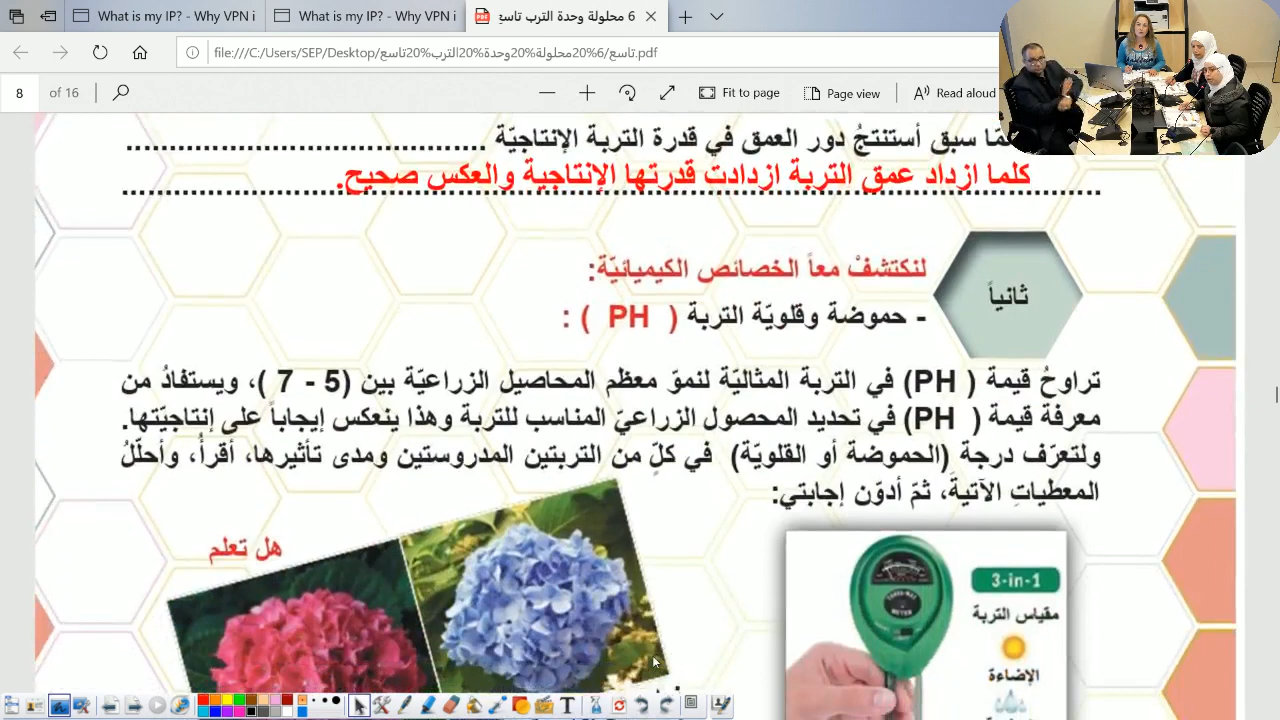 What is my IP? - Why VPN i
What is my IP? - Why VPN i
6 محلولة وحدة الترب تاسع
file:///C:/Users/SEP/Desktop/تاسع/6%20محلولة%20وحدة%20الترب%20تاسع.pdf
8 of 16
Fit to page
Page view
Read aloud
سبق أستنتجُ دور العمق في قدرة التربة الإنتاجيّة ........................................
كلما ازداد عمق التربة ازدادت قدرتها الإنتاجية والعكس صحيح.
ثانياً
لنكتشفْ معاً الخصائص الكيميائيّة:
- حموضة وقلويّة التربة ( PH ) :
تراوحُ قيمة ( PH) في التربة المثاليّة لنموّ معظم المحاصيل الزراعيّة بين (5 - 7 )، ويستفادُ من
معرفة قيمة ( PH) في تحديد المحصول الزراعيّ المناسب للتربة وهذا ينعكس إيجاباً على إنتاجيّتها.
ولتعرّف درجة (الحموضة أو القلويّة) في كلٍّ من التربتين المدروستين ومدى تأثيرها، أقرأُ، وأحلّلُ
المعطياتِ الآتيةَ، ثمّ أدوّن إجابتي:
هل تعلم
3-in-1
مقياس التربة
الإضاءة